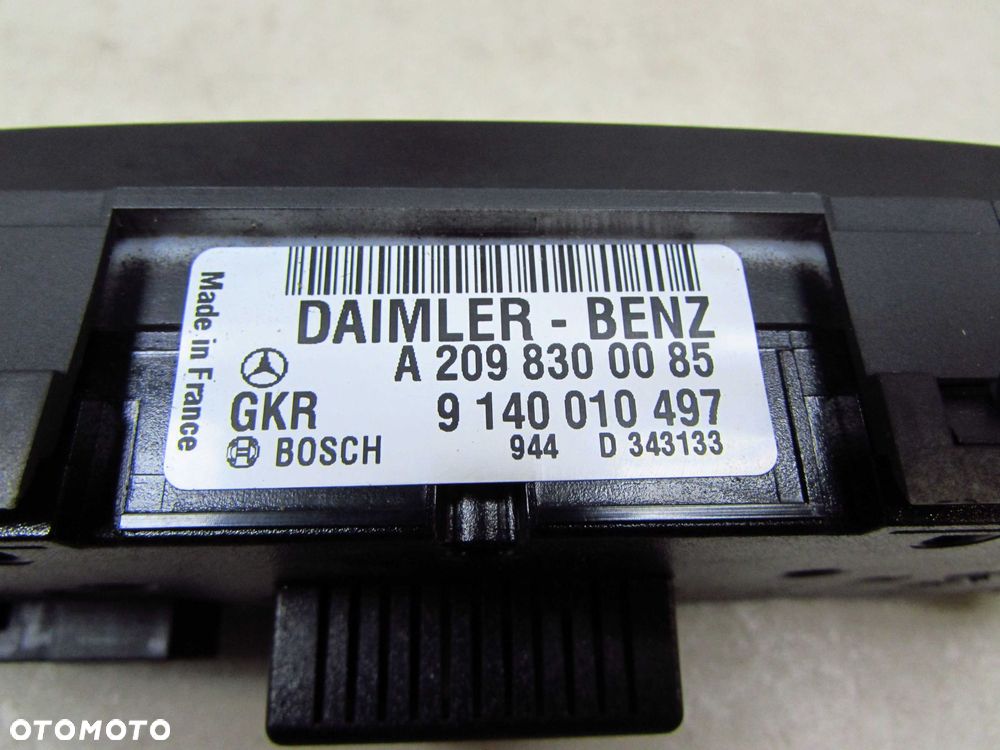 Made in France
DAIMLER - BENZ
A 209 830 00 85
GKR 9 140 010 497
BOSCH 944 D 343133
OTOMOTO